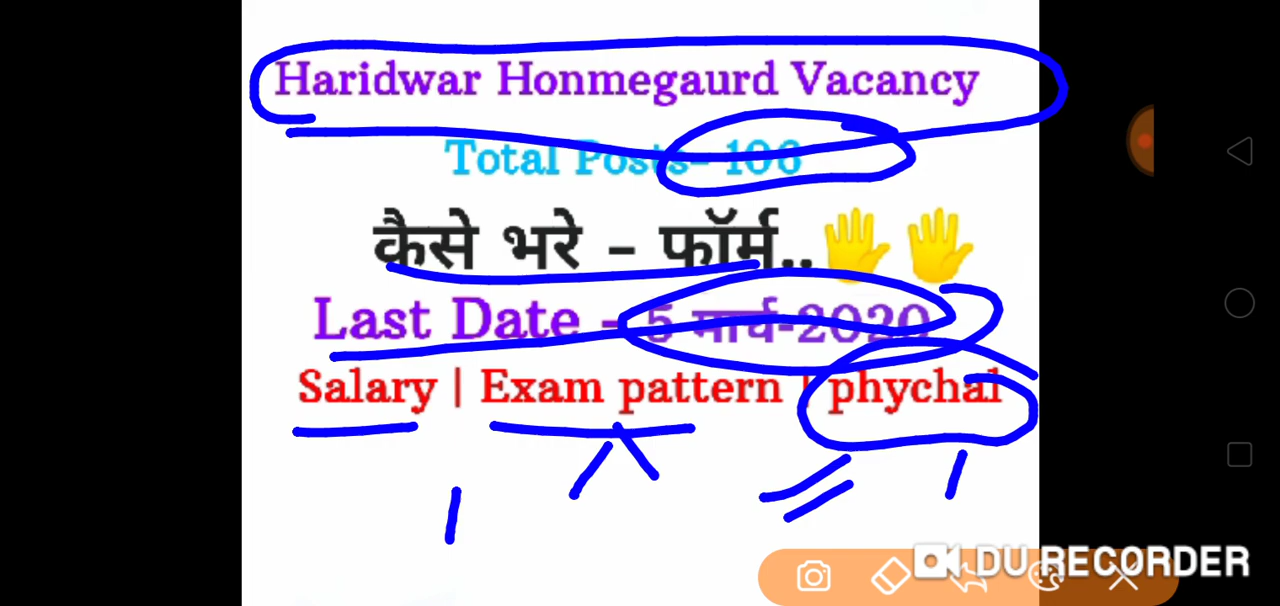 Haridwar Honmegaurd Vacancy
Total Posts- 106
कैसे भरे - फॉर्म..
Last Date - 5 मार्च-2020
Salary | Exam pattern | phychal
DU RECORDER